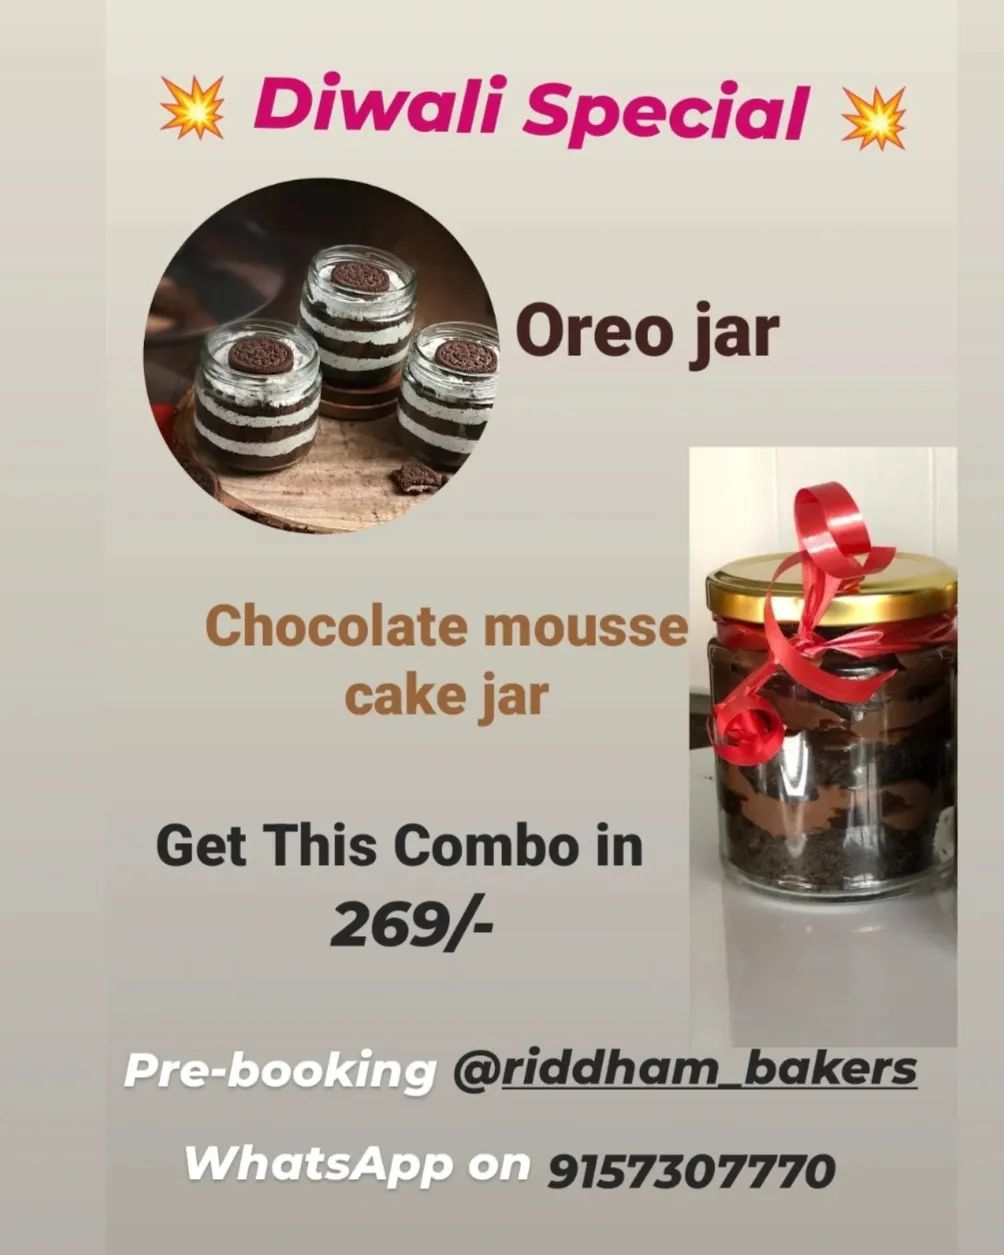 💥 Diwali Special 💥
Oreo jar
Chocolate mousse
cake jar
Get This Combo in
269/-
Pre-booking @riddham_bakers
WhatsApp on 9157307770